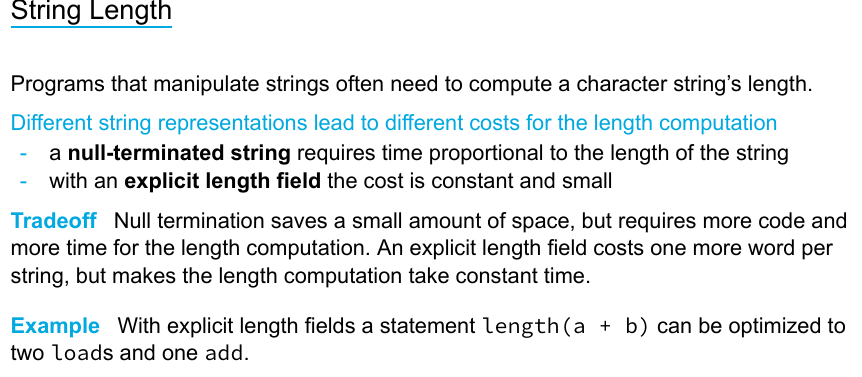 String Length
Programs that manipulate strings often need to compute a character string’s length.
Different string representations lead to different costs for the length computation
- a null-terminated string requires time proportional to the length of the string
- with an explicit length field the cost is constant and small
Tradeoff Null termination saves a small amount of space, but requires more code and
more time for the length computation. An explicit length field costs one more word per
string, but makes the length computation take constant time.
Example With explicit length fields a statement length(a + b) can be optimized to
two loads and one add.